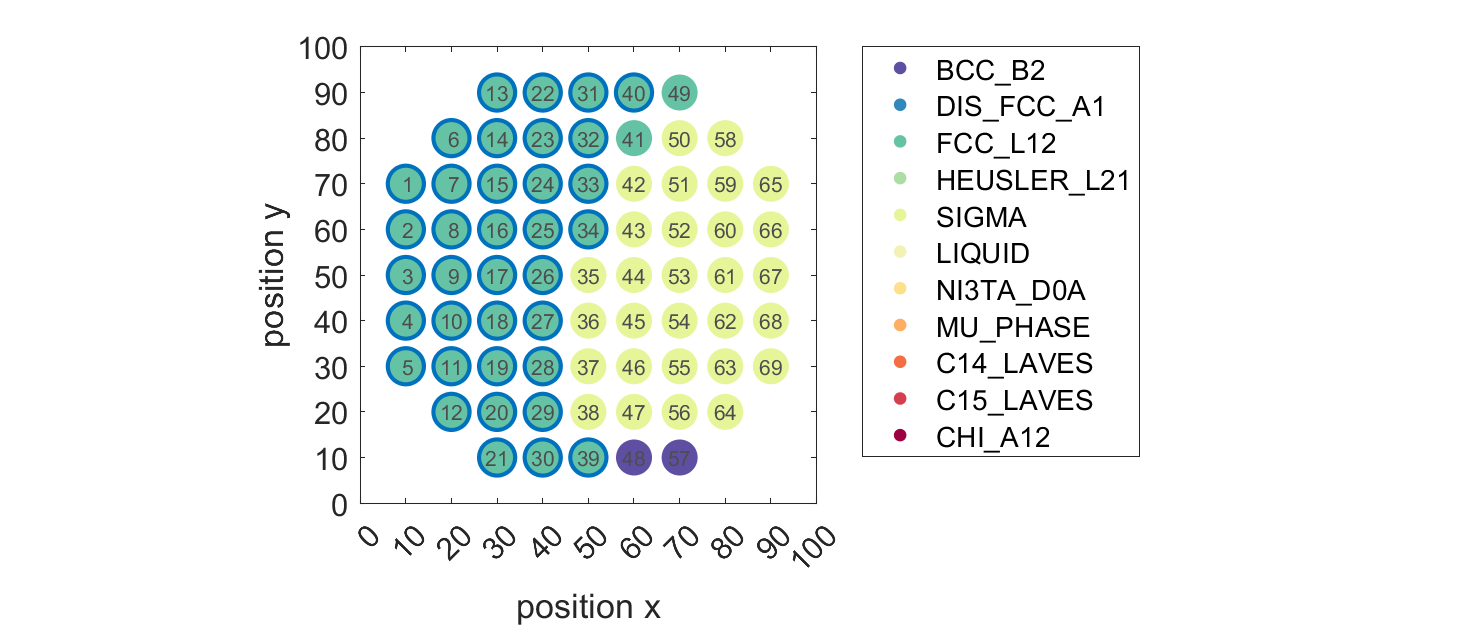 100
90 13 22 31 40 49
80 6 14 23 32 41 50 58
70 1 7 15 24 33 42 51 59 65
60 2 8 16 25 34 43 52 60 66
50 3 9 17 26 35 44 53 61 67
40 4 10 18 27 36 45 54 62 68
30 5 11 19 28 37 46 55 63 69
20 12 20 29 38 47 56 64
10 21 30 39 48 57
0
position y
0 10 20 30 40 50 60 70 80 90 100
position x
BCC_B2
DIS_FCC_A1
FCC_L12
HEUSLER_L21
SIGMA
LIQUID
NI3TA_D0A
MU_PHASE
C14_LAVES
C15_LAVES
CHI_A12